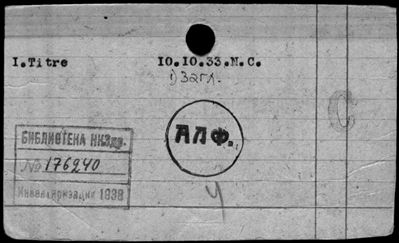 I.Titre 10.10.33.M.C.
1) Загл.
БИБЛИОТЕКА НКЗдр.
№ 176240
Инвентаризация 1938
АЛФ.
С